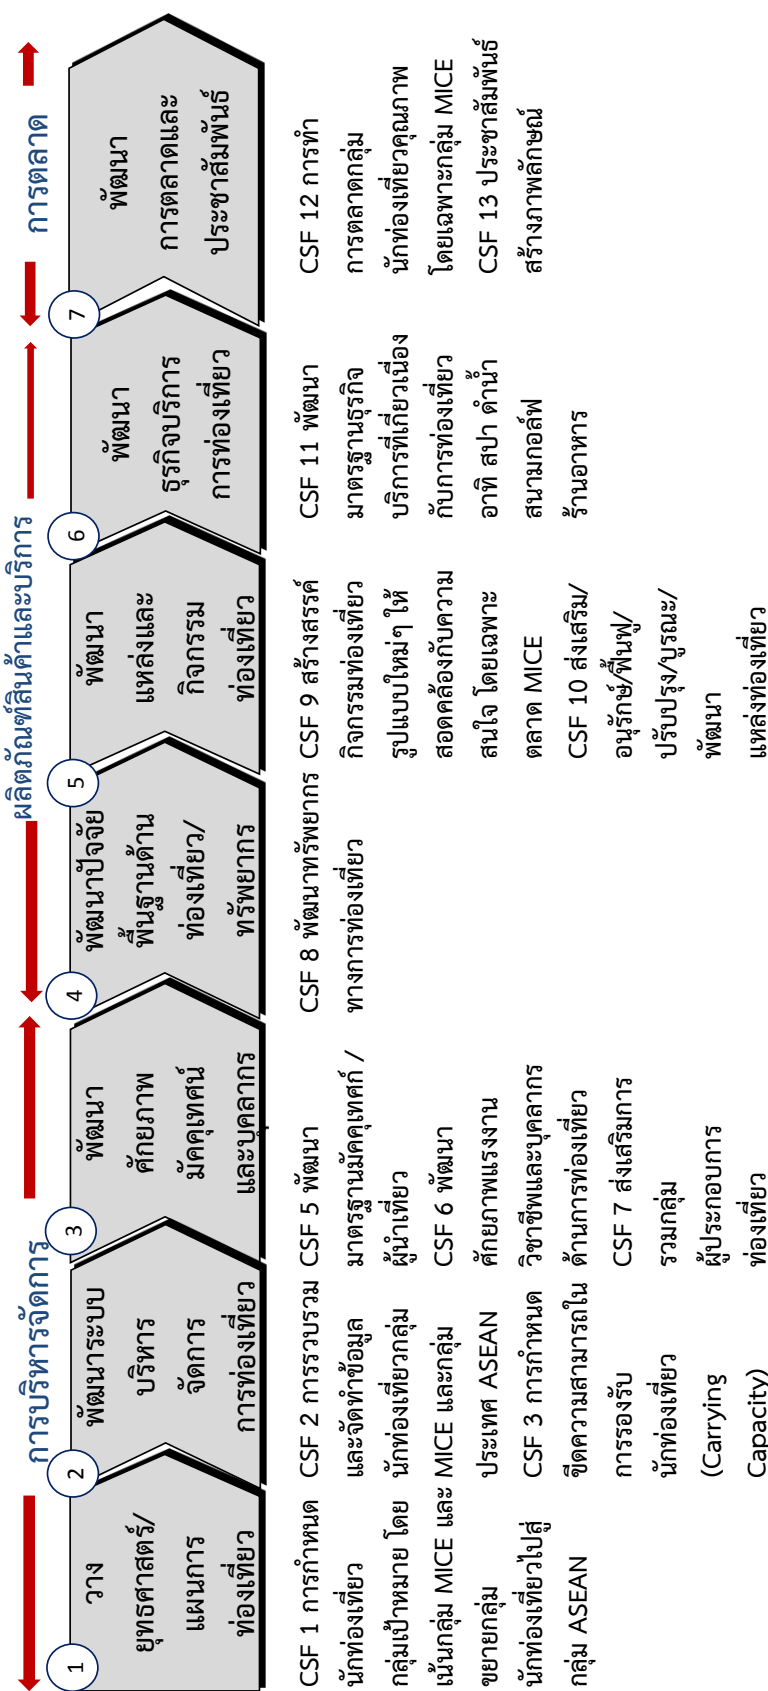 การบริหารจัดการ
ผลิตภัณฑ์สินค้าและบริการ
การตลาด
1
วาง
ยุทธศาสตร์/
แผนการ
ท่องเที่ยว
2
พัฒนาระบบ
บริหาร
จัดการ
การท่องเที่ยว
3
พัฒนา
ศักยภาพ
มัคคุเทศน์
และบุคลากร
4
พัฒนาปัจจัย
พื้นฐานด้าน
ท่องเที่ยว/
ทรัพยากร
5
พัฒนา
แหล่งและ
กิจกรรม
ท่องเที่ยว
6
พัฒนา
ธุรกิจบริการ
การท่องเที่ยว
7
พัฒนา
การตลาดและ
ประชาสัมพันธ์
CSF 1 การกำหนด
นักท่องเที่ยว
กลุ่มเป้าหมาย โดย
เน้นกลุ่ม MICE และ
ขยายกลุ่ม
นักท่องเที่ยวไปสู่
กลุ่ม ASEAN
CSF 2 การรวบรวม
และจัดทำข้อมูล
นักท่องเที่ยวกลุ่ม
MICE และกลุ่ม
ประเทศ ASEAN
CSF 3 การกำหนด
ขีดความสามารถใน
การรองรับ
นักท่องเที่ยว
(Carrying
Capacity)
CSF 5 พัฒนา
มาตรฐานมัคคุเทศก์ /
ผู้นำเที่ยว
CSF 6 พัฒนา
ศักยภาพแรงงาน
วิชาชีพและบุคลากร
ด้านการท่องเที่ยว
CSF 7 ส่งเสริมการ
รวมกลุ่ม
ผู้ประกอบการ
ท่องเที่ยว
CSF 8 พัฒนาทรัพยากร
ทางการท่องเที่ยว
CSF 9 สร้างสรรค์
กิจกรรมท่องเที่ยว
รูปแบบใหม่ๆ ให้
สอดคล้องกับความ
สนใจ โดยเฉพาะ
ตลาด MICE
CSF 10 ส่งเสริม/
อนุรักษ์/ฟื้นฟู/
ปรับปรุง/บูรณะ/
พัฒนา
แหล่งท่องเที่ยว
CSF 11 พัฒนา
มาตรฐานธุรกิจ
บริการที่เกี่ยวเนื่อง
กับการท่องเที่ยว
อาทิ สปา ดำน้ำ
สนามกอล์ฟ
ร้านอาหาร
CSF 12 การทำ
การตลาดกลุ่ม
นักท่องเที่ยวคุณภาพ
โดยเฉพาะกลุ่ม MICE
CSF 13 ประชาสัมพันธ์
สร้างภาพลักษณ์